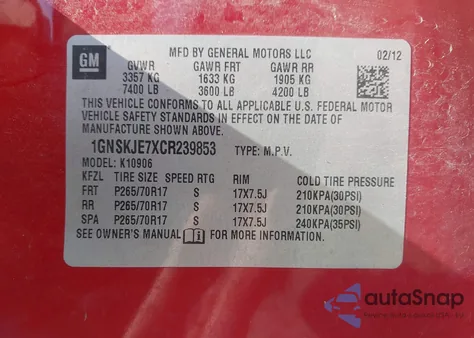 GM
MFD BY GENERAL MOTORS LLC 02/12
GVWR GAWR FRT GAWR RR
3357 KG 1633 KG 1905 KG
7400 LB 3600 LB 4200 LB
THIS VEHICLE CONFORMS TO ALL APPLICABLE U.S. FEDERAL MOTOR
VEHICLE SAFETY STANDARDS IN EFFECT ON THE DATE OF
MANUFACTURE SHOWN ABOVE.
1GNSKJE7XCR239853 TYPE: M.P.V.
MODEL: K10906
KFZL TIRE SIZE SPEED RTG RIM COLD TIRE PRESSURE
FRT P265/70R17 S 17X7.5J 210KPA(30PSI)
RR P265/70R17 S 17X7.5J 210KPA(30PSI)
SPA P265/70R17 S 17X7.5J 240KPA(35PSI)
SEE OWNER'S MANUAL FOR MORE INFORMATION
autoSnap